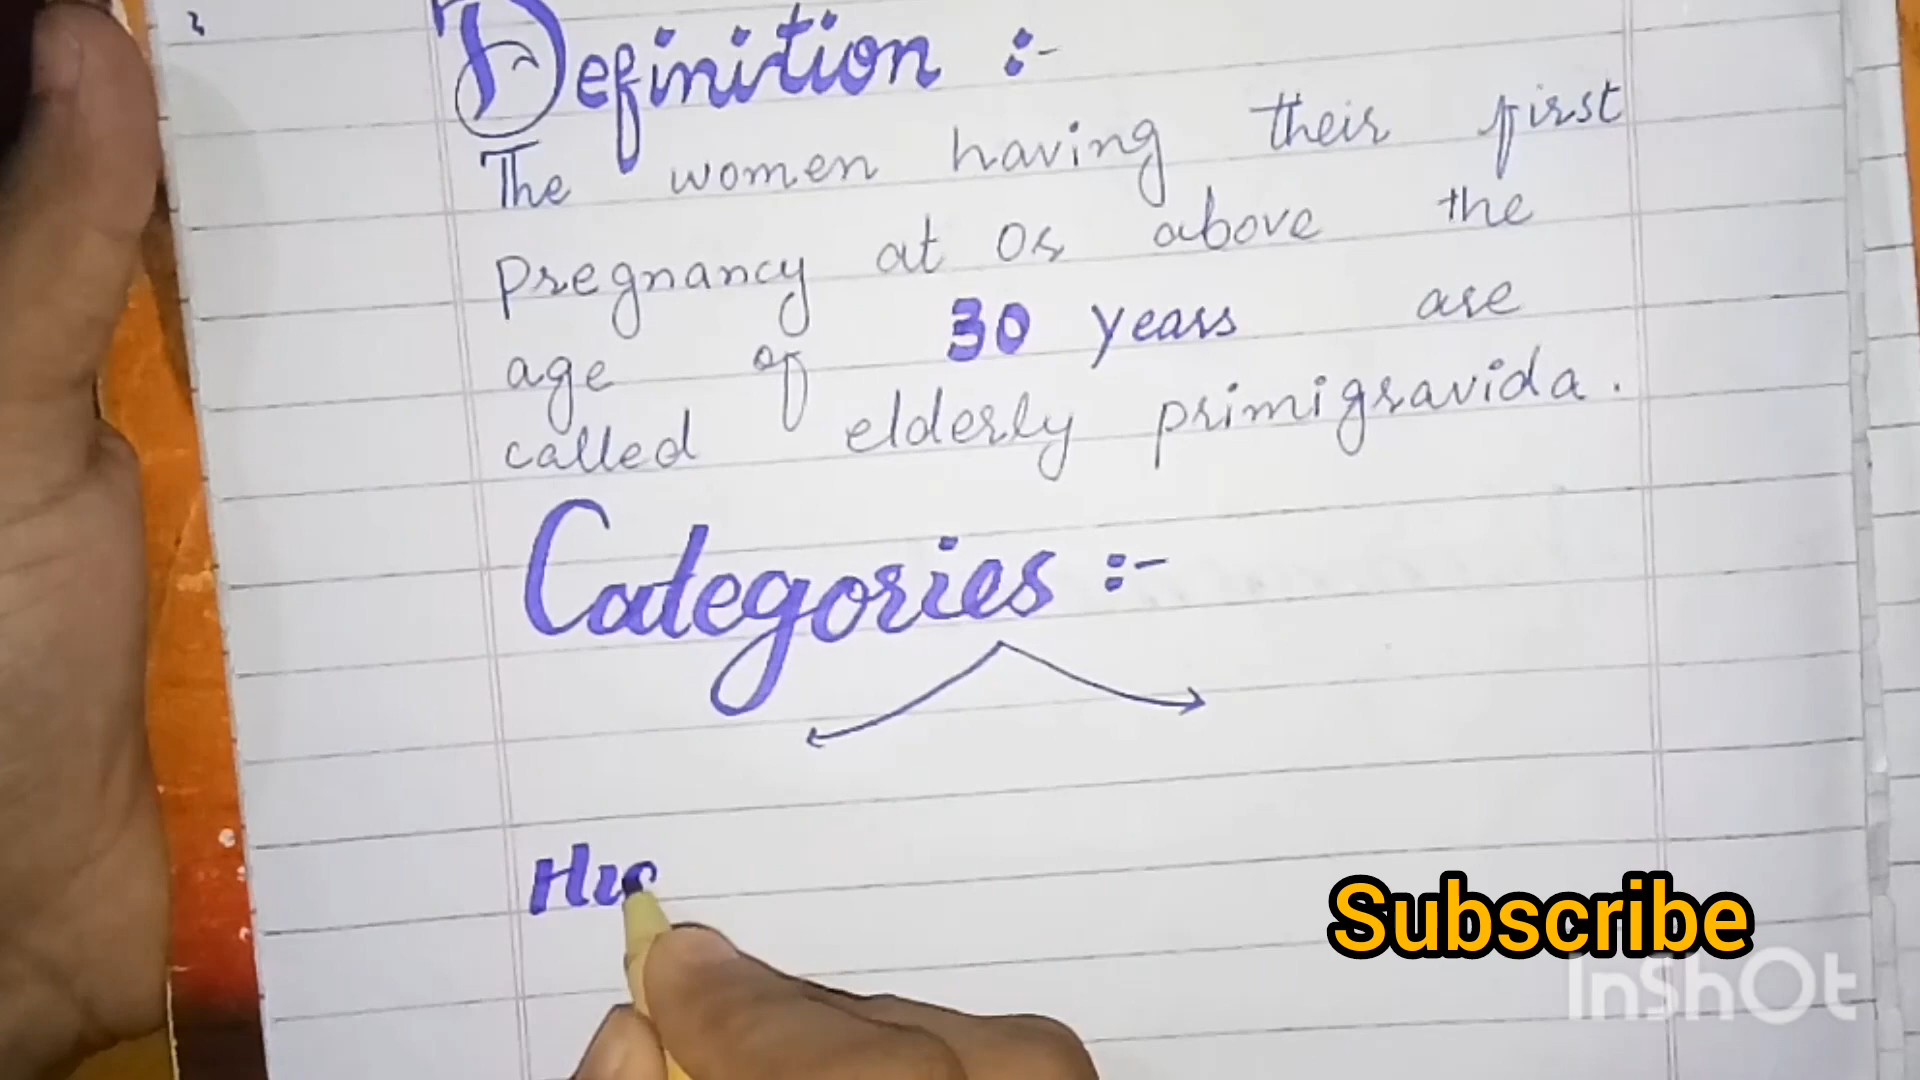 Definition :-
The women having their first
pregnancy at or above the
age of 30 years are
called elderly primigravida.
Categories :-
Subscribe
InShOt